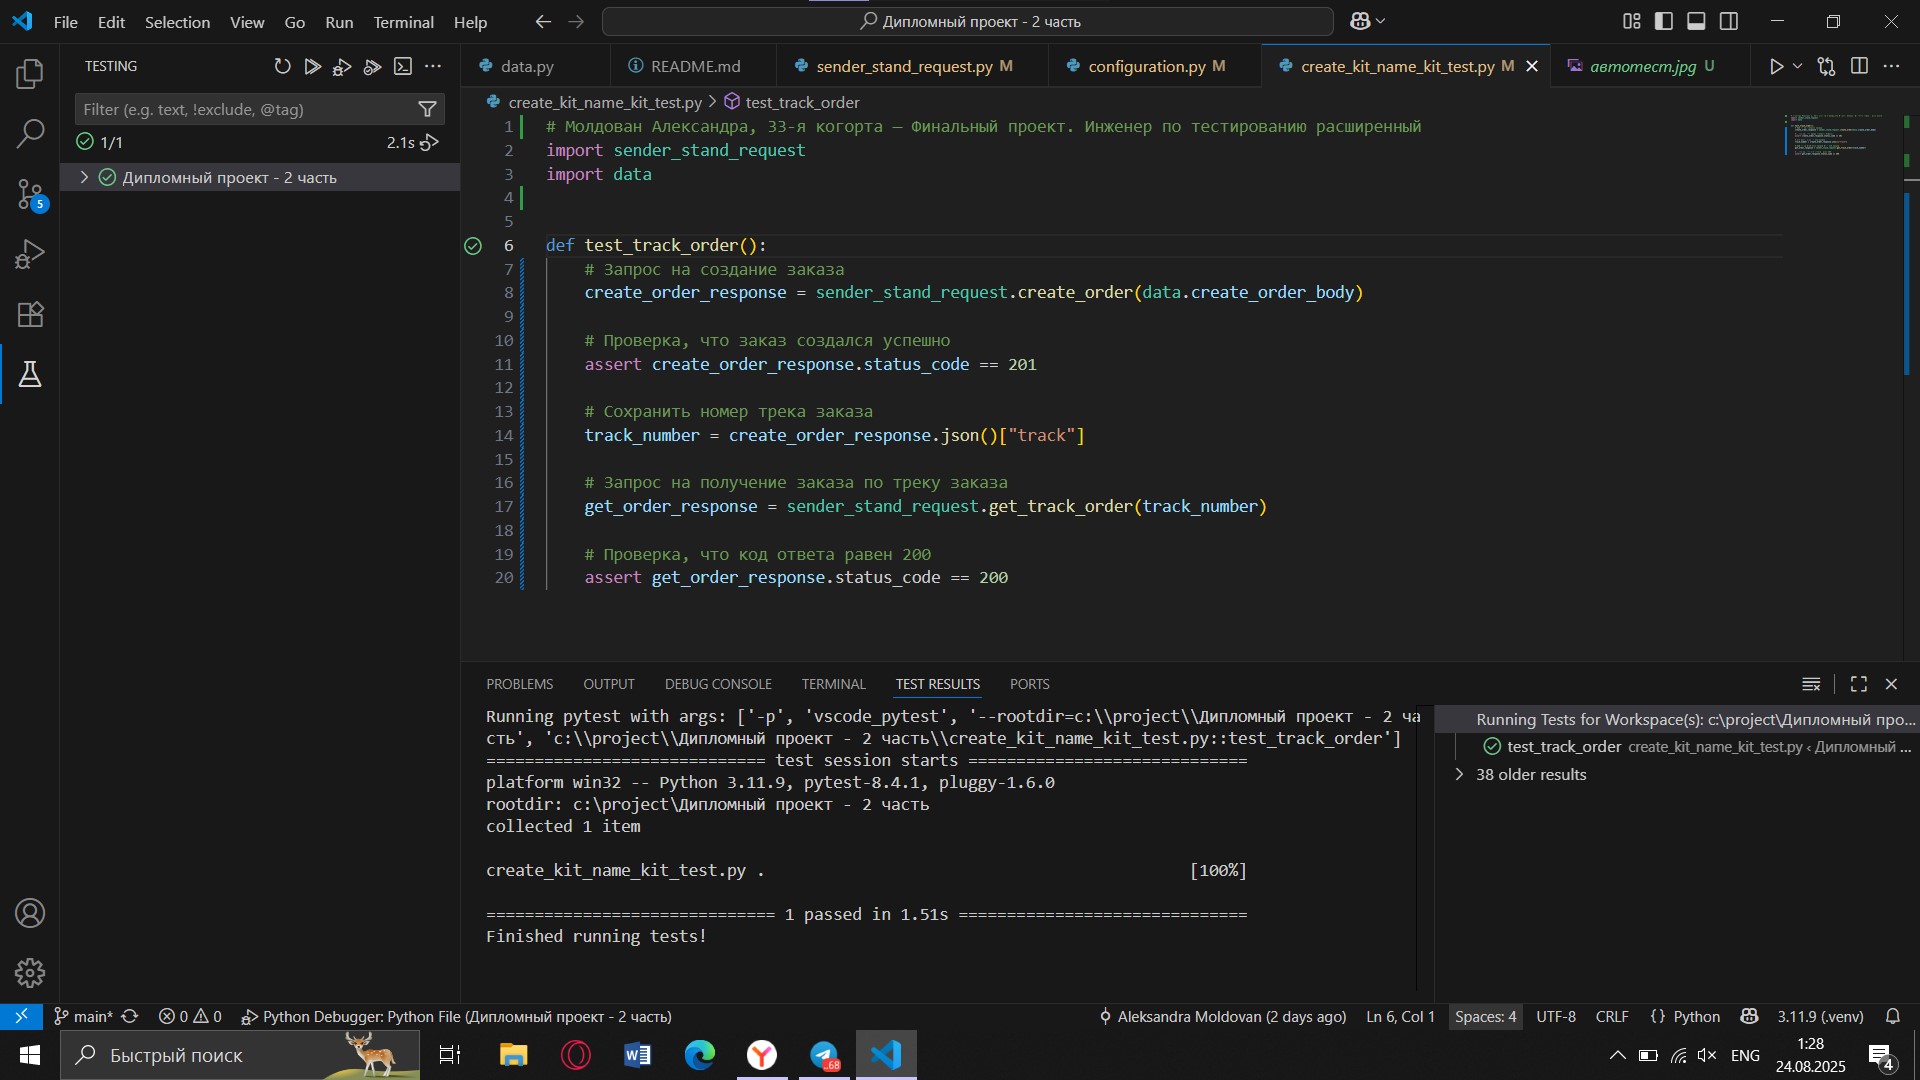 File Edit Selection View Go Run Terminal Help
Дипломный проект - 2 часть
TESTING
Filter (e.g. text, !exclude, @tag)
1/1
2.1s
Дипломный проект - 2 часть
5
data.py
README.md
sender_stand_request.py M
configuration.py M
create_kit_name_kit_test.py M
автотест.jpg U
create_kit_name_kit_test.py > test_track_order
1 # Молдован Александра, 33-я когорта — Финальный проект. Инженер по тестированию расширенный
2 import sender_stand_request
3 import data
4
5
6 def test_track_order():
7 # Запрос на создание заказа
8 create_order_response = sender_stand_request.create_order(data.create_order_body)
9
10 # Проверка, что заказ создался успешно
11 assert create_order_response.status_code == 201
12
13 # Сохранить номер трека заказа
14 track_number = create_order_response.json()["track"]
15
16 # Запрос на получение заказа по треку заказа
17 get_order_response = sender_stand_request.get_track_order(track_number)
18
19 # Проверка, что код ответа равен 200
20 assert get_order_response.status_code == 200
PROBLEMS OUTPUT DEBUG CONSOLE TERMINAL TEST RESULTS PORTS
Running pytest with args: ['-p', 'vscode_pytest', '--rootdir=c:\\project\\Дипломный проект - 2 ча
сть', 'c:\\project\\Дипломный проект - 2 часть\\create_kit_name_kit_test.py::test_track_order']
============================= test session starts =============================
platform win32 -- Python 3.11.9, pytest-8.4.1, pluggy-1.6.0
rootdir: c:\project\Дипломный проект - 2 часть
collected 1 item
create_kit_name_kit_test.py . [100%]
============================== 1 passed in 1.51s ==============================
Finished running tests!
Running Tests for Workspace(s): c:\project\Дипломный про...
test_track_order create_kit_name_kit_test.py ‹ Дипломный ...
38 older results
main* 0 0 Python Debugger: Python File (Дипломный проект - 2 часть)
Aleksandra Moldovan (2 days ago) Ln 6, Col 1 Spaces: 4 UTF-8 CRLF {} Python 3.11.9 (.venv)
Быстрый поиск
..68
ENG
1:28
24.08.2025
4